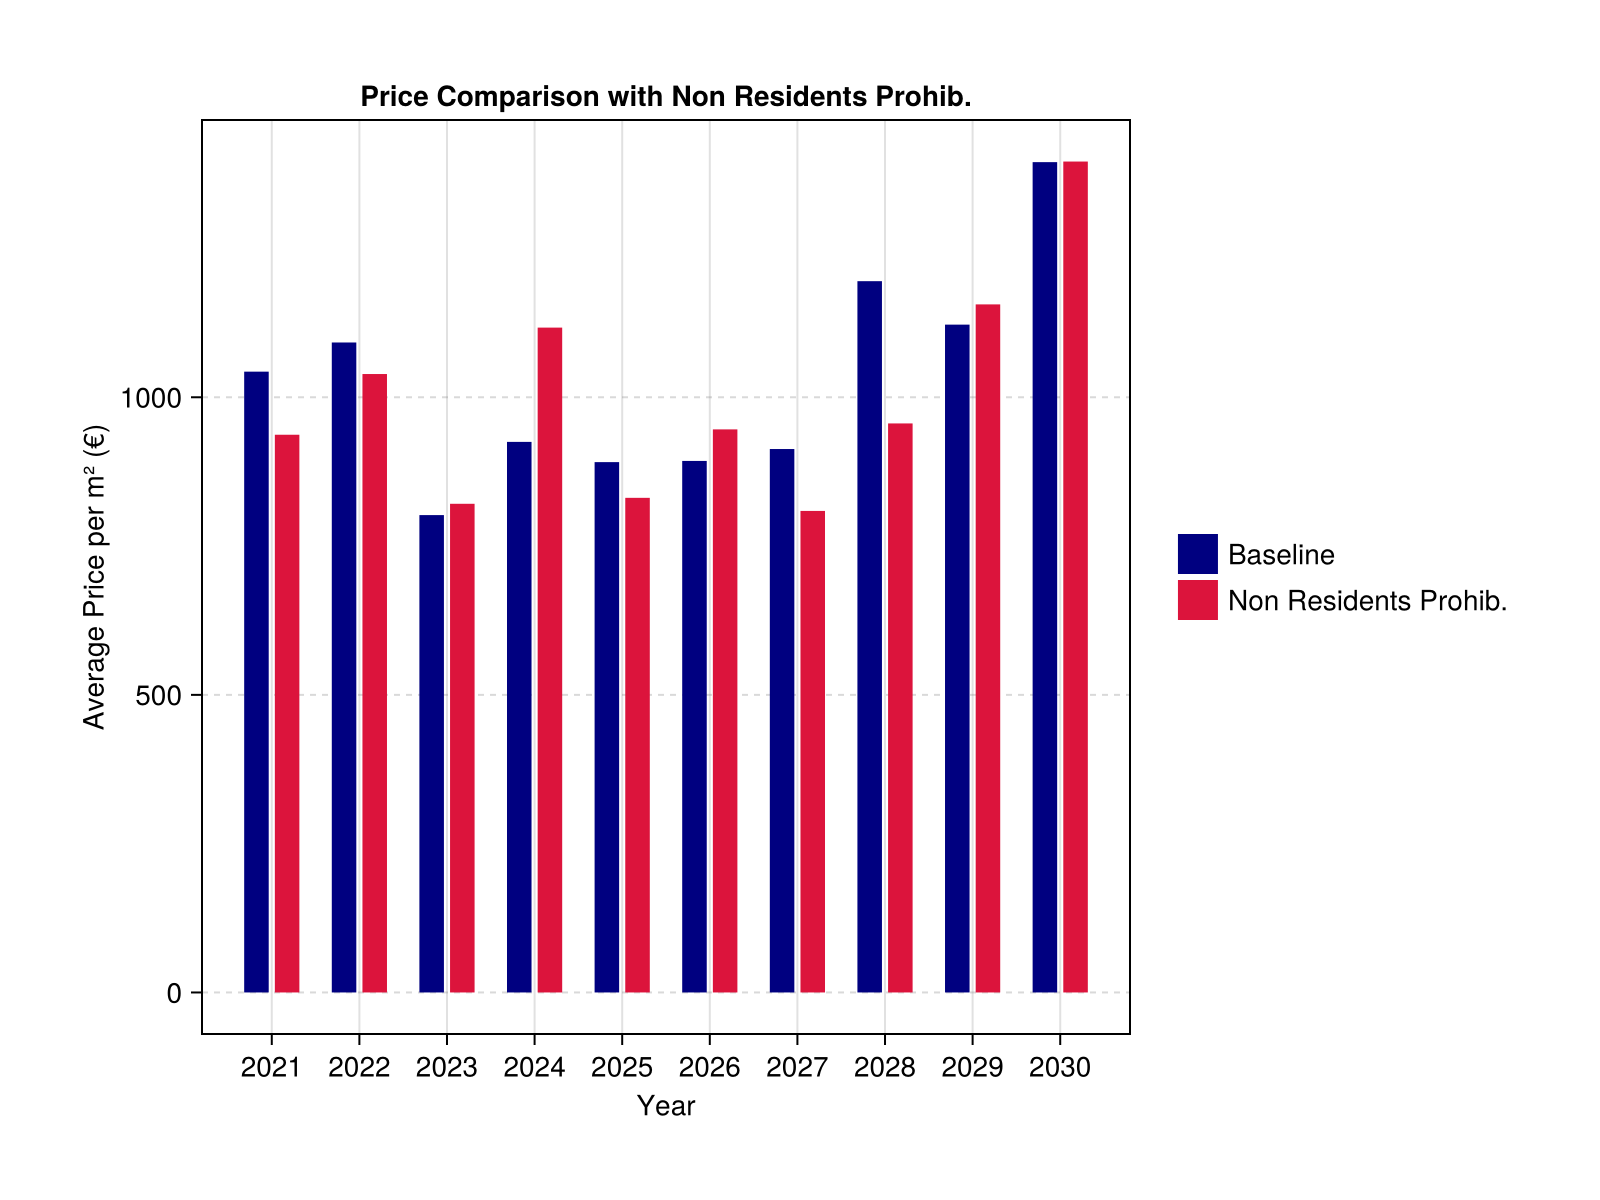 Price Comparison with Non Residents Prohib.
Average Price per m² (€)
1000
500
0
2021 2022 2023 2024 2025 2026 2027 2028 2029 2030
Year
Baseline
Non Residents Prohib.